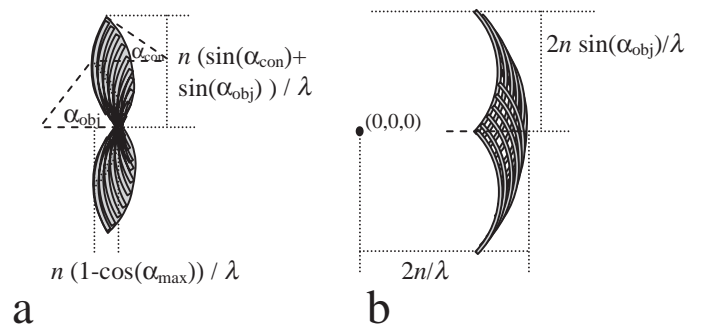 α_con
n (sin(α_con)+
sin(α_obj) ) / λ
α_obj
n (1-cos(α_max)) / λ
a
2n sin(α_obj)/λ
(0,0,0)
2n/λ
b